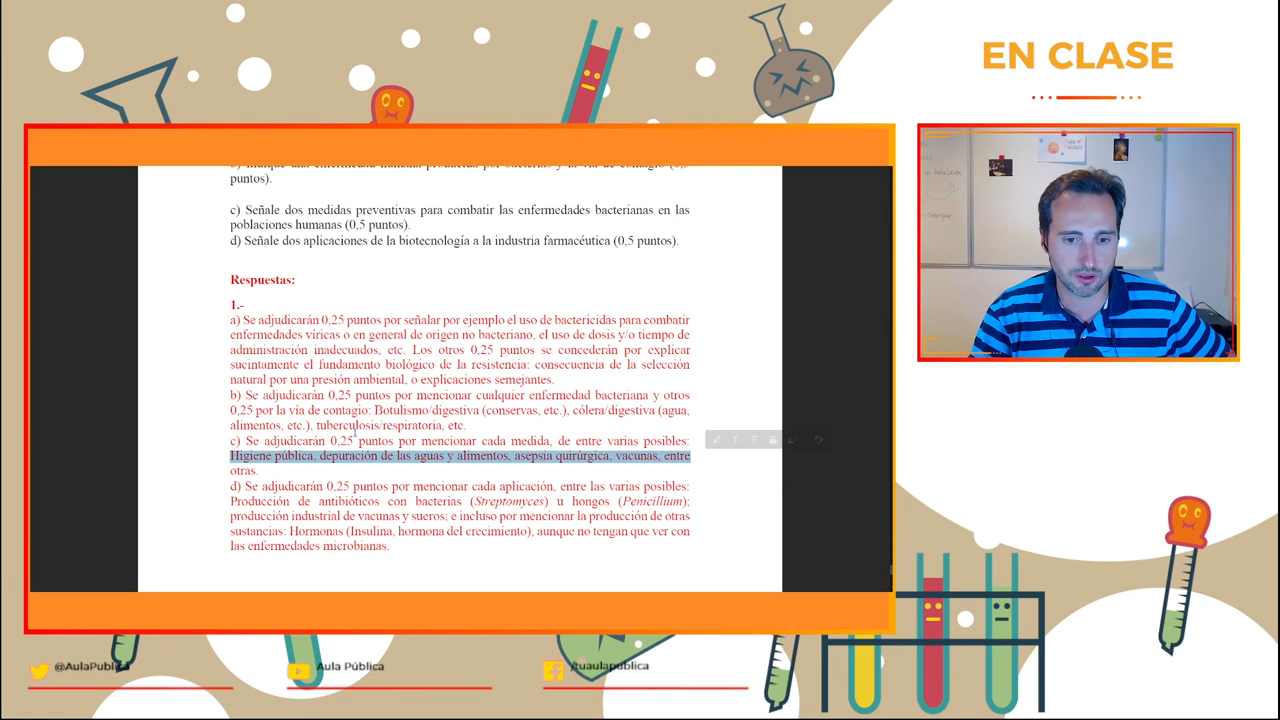 EN CLASE
puntos).
c) Señale dos medidas preventivas para combatir las enfermedades bacterianas en las
poblaciones humanas (0,5 puntos).
d) Señale dos aplicaciones de la biotecnología a la industria farmacéutica (0,5 puntos).
Respuestas:
1.-
a) Se adjudicarán 0,25 puntos por señalar por ejemplo el uso de bactericidas para combatir
enfermedades víricas o en general de origen no bacteriano, el uso de dosis y/o tiempo de
administración inadecuados, etc. Los otros 0,25 puntos se concederán por explicar
sucintamente el fundamento biológico de la resistencia: consecuencia de la selección
natural por una presión ambiental, o explicaciones semejantes.
b) Se adjudicarán 0,25 puntos por mencionar cualquier enfermedad bacteriana y otros
0,25 por la vía de contagio: Botulismo/digestiva (conservas, etc.), cólera/digestiva (agua,
alimentos, etc.), tuberculosis/respiratoria, etc.
c) Se adjudicarán 0,25 puntos por mencionar cada medida, de entre varias posibles:
Higiene pública, depuración de las aguas y alimentos, asepsia quirúrgica, vacunas, entre
otras.
d) Se adjudicarán 0,25 puntos por mencionar cada aplicación, entre las varias posibles:
Producción de antibióticos con bacterias (Streptomyces) u hongos (Penicillium);
producción industrial de vacunas y sueros; e incluso por mencionar la producción de otras
sustancias: Hormonas (Insulina, hormona del crecimiento), aunque no tengan que ver con
las enfermedades microbianas.
@AulaPublica
Aula Pública
/tuaulapublica